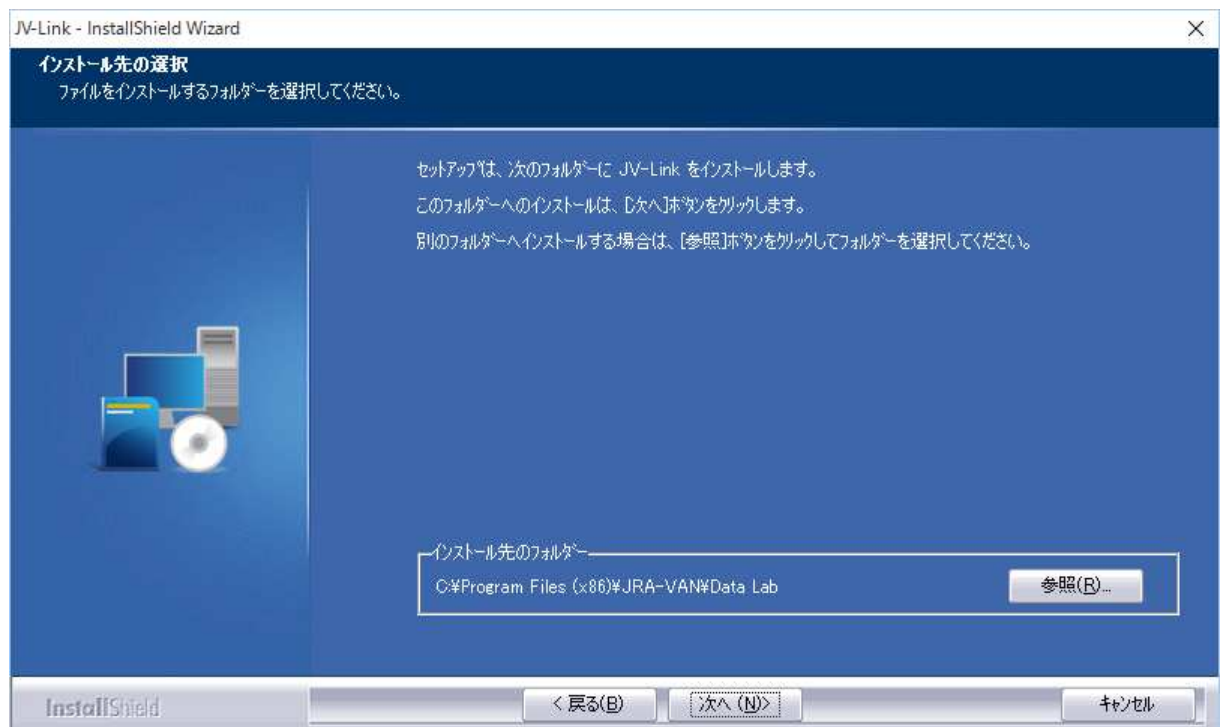 JV-Link - InstallShield Wizard
インストール先の選択
ファイルをインストールするフォルダーを選択してください。
セットアップは、次のフォルダーに JV-Link をインストールします。
このフォルダーへのインストールは、[次へ]ボタンをクリックします。
別のフォルダーへインストールする場合は、[参照]ボタンをクリックしてフォルダーを選択してください。
インストール先のフォルダー
C:¥Program Files (x86)¥JRA-VAN¥Data Lab
参照(R)...
InstallShield
< 戻る(B)
次へ (N)>
キャンセル